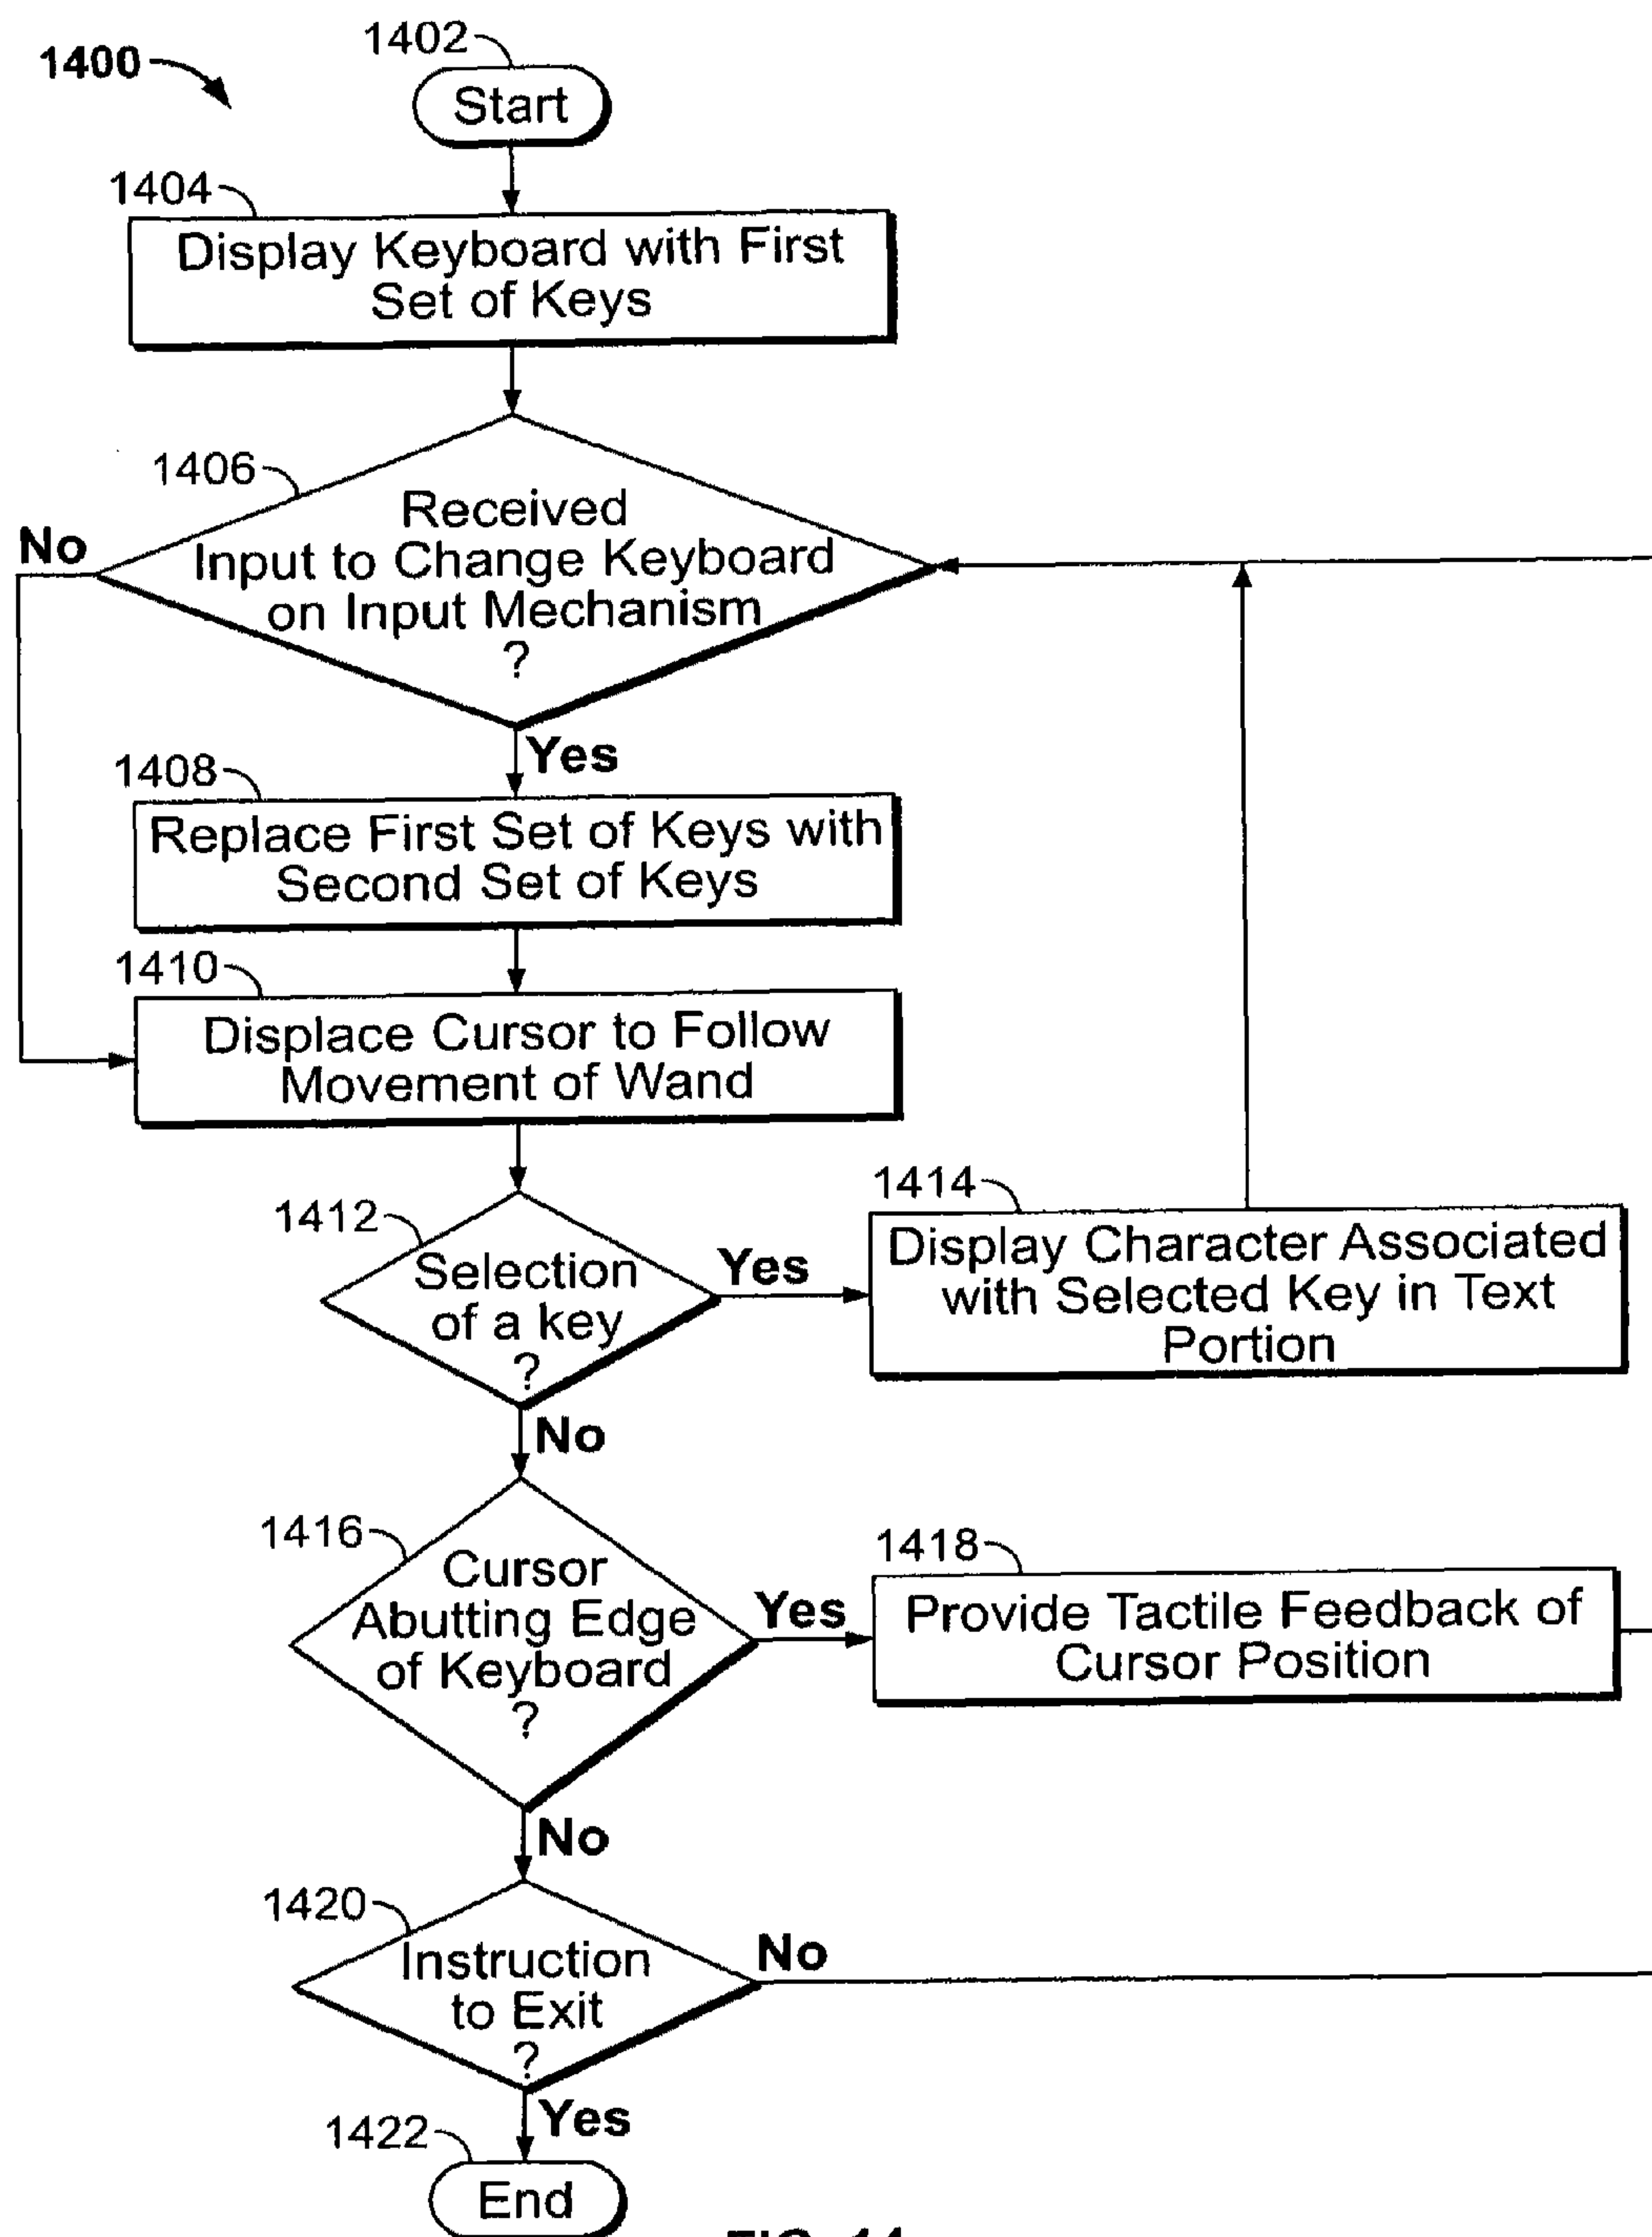 1400
1402
Start
1404
Display Keyboard with First
Set of Keys
1406
Received
Input to Change Keyboard
on Input Mechanism
?
No
Yes
1408
Replace First Set of Keys with
Second Set of Keys
1410
Displace Cursor to Follow
Movement of Wand
1412
Selection
of a key
?
Yes
1414
Display Character Associated
with Selected Key in Text
Portion
No
1416
Cursor
Abutting Edge
of Keyboard
?
Yes
1418
Provide Tactile Feedback of
Cursor Position
No
1420
Instruction
to Exit
?
No
Yes
1422
End
FIG. 14